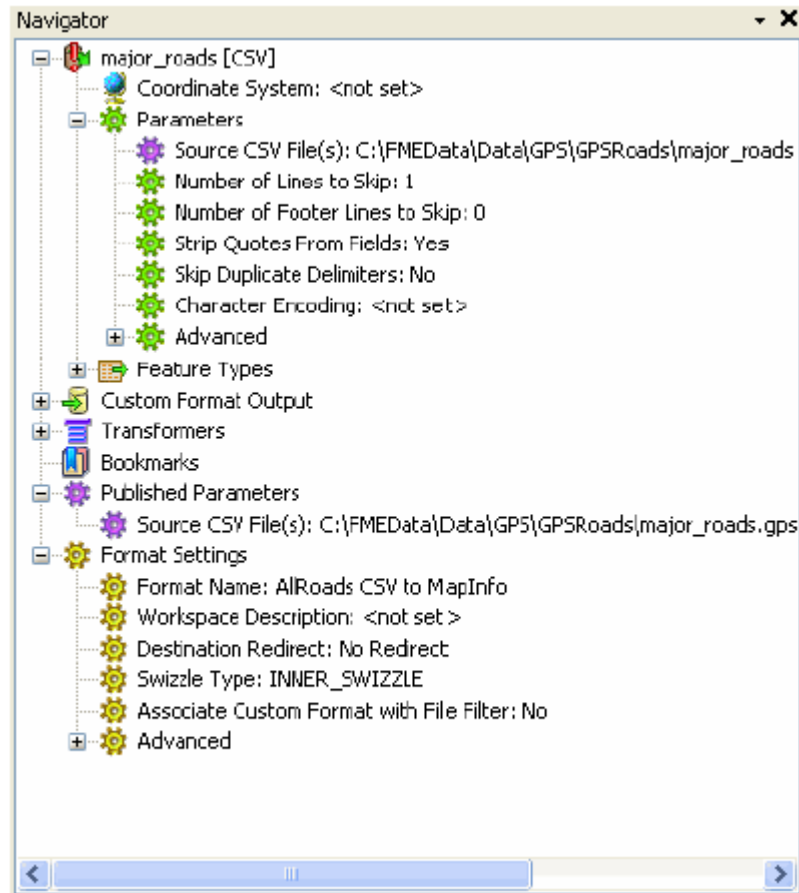 Navigator
major_roads [CSV]
Coordinate System: <not set>
Parameters
Source CSV File(s): C:\FMEData\Data\GPS\GPSRoads\major_roads
Number of Lines to Skip: 1
Number of Footer Lines to Skip: 0
Strip Quotes From Fields: Yes
Skip Duplicate Delimiters: No
Character Encoding: <not set>
Advanced
Feature Types
Custom Format Output
Transformers
Bookmarks
Published Parameters
Source CSV File(s): C:\FMEData\Data\GPS\GPSRoads\major_roads.gps
Format Settings
Format Name: AllRoads CSV to MapInfo
Workspace Description: <not set>
Destination Redirect: No Redirect
Swizzle Type: INNER_SWIZZLE
Associate Custom Format with File Filter: No
Advanced